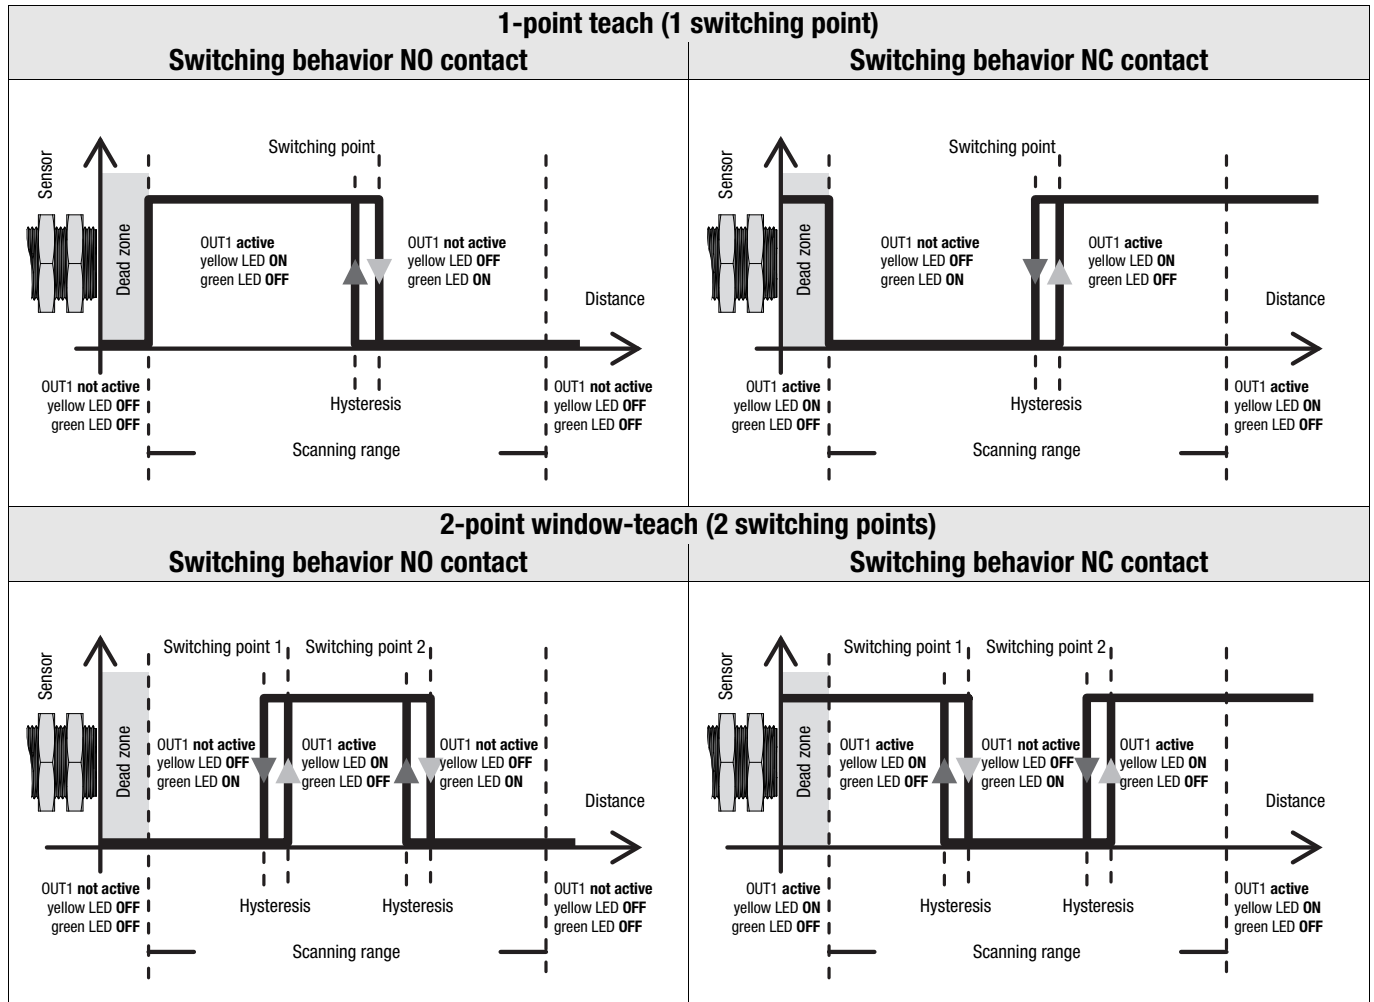 1-point teach (1 switching point)
Switching behavior NO contact
Switching behavior NC contact
Sensor
Switching point
Dead zone
OUT1 active
yellow LED ON
green LED OFF
OUT1 not active
yellow LED OFF
green LED ON
Distance
OUT1 not active
yellow LED OFF
green LED OFF
Hysteresis
OUT1 not active
yellow LED OFF
green LED OFF
Scanning range
Sensor
Switching point
Dead zone
OUT1 not active
yellow LED OFF
green LED ON
OUT1 active
yellow LED ON
green LED OFF
Distance
OUT1 active
yellow LED ON
green LED OFF
Hysteresis
OUT1 active
yellow LED ON
green LED OFF
Scanning range
2-point window-teach (2 switching points)
Switching behavior NO contact
Switching behavior NC contact
Sensor
Switching point 1
Switching point 2
Dead zone
OUT1 not active
yellow LED OFF
green LED ON
OUT1 active
yellow LED ON
green LED OFF
OUT1 not active
yellow LED OFF
green LED ON
Distance
OUT1 not active
yellow LED OFF
green LED OFF
Hysteresis
Hysteresis
OUT1 not active
yellow LED OFF
green LED OFF
Scanning range
Sensor
Switching point 1
Switching point 2
Dead zone
OUT1 active
yellow LED ON
green LED OFF
OUT1 not active
yellow LED OFF
green LED ON
OUT1 active
yellow LED ON
green LED OFF
Distance
OUT1 active
yellow LED ON
green LED OFF
Hysteresis
Hysteresis
OUT1 active
yellow LED ON
green LED OFF
Scanning range